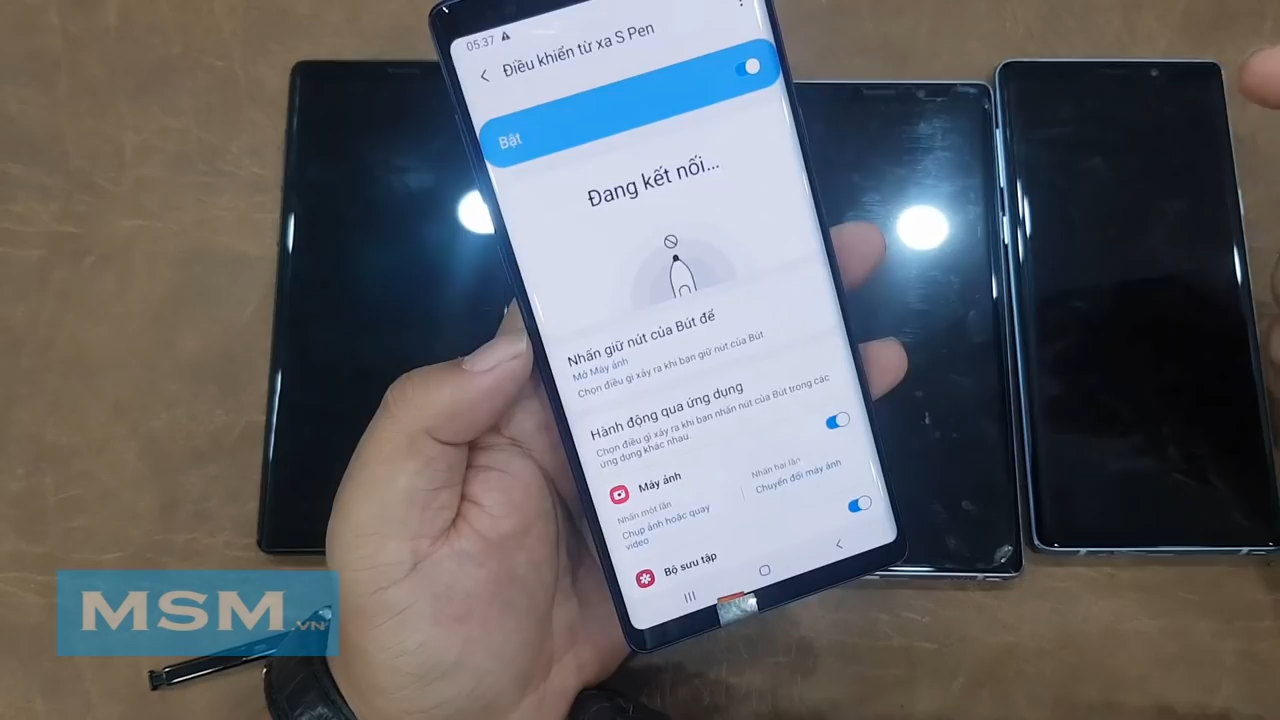 05.37
Điều khiển từ xa S Pen
Bật
Đang kết nối...
Nhấn giữ nút của Bút để
Mở Máy ảnh
Chọn điều gì xảy ra khi bạn giữ nút của Bút
Hành động qua ứng dụng
Chọn điều gì xảy ra khi bạn nhấn nút của Bút trong các
ứng dụng khác nhau.
Máy ảnh
Nhấn một lần
Chụp ảnh hoặc quay
video
Nhấn hai lần
Chuyển đổi máy ảnh
Bộ sưu tập
MSM.VN